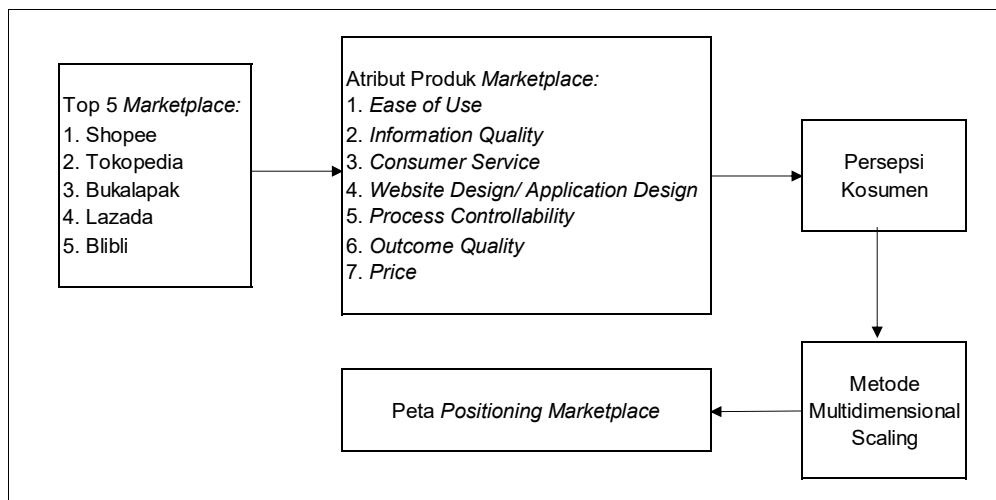 Top 5 Marketplace:
1. Shopee
2. Tokopedia
3. Bukalapak
4. Lazada
5. Blibli
Atribut Produk Marketplace:
1. Ease of Use
2. Information Quality
3. Consumer Service
4. Website Design/ Application Design
5. Process Controllability
6. Outcome Quality
7. Price
Persepsi
Kosumen
Metode
Multidimensional
Scaling
Peta Positioning Marketplace